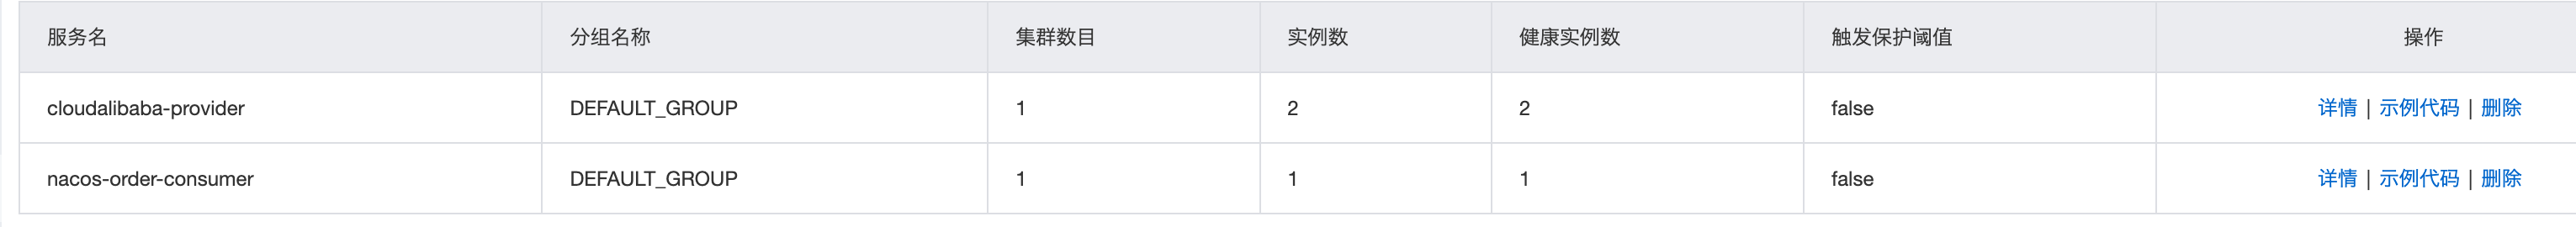 服务名 分组名称 集群数目 实例数 健康实例数 触发保护阈值 操作
cloudalibaba-provider DEFAULT_GROUP 1 2 2 false 详情 | 示例代码 | 删除
nacos-order-consumer DEFAULT_GROUP 1 1 1 false 详情 | 示例代码 | 删除